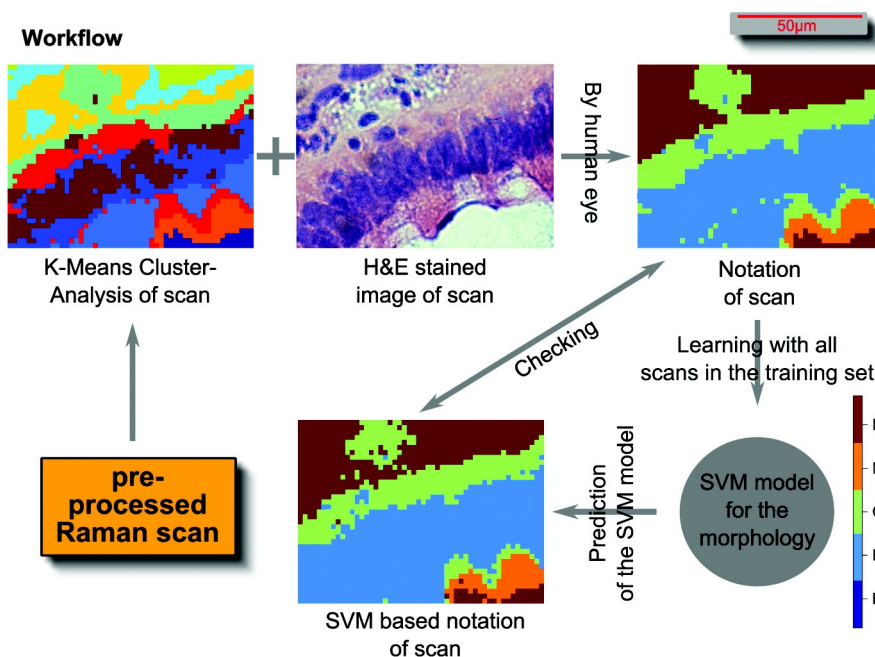 Workflow
50µm
K-Means Cluster-
Analysis of scan
H&E stained
image of scan
By human
eye
Notation
of scan
Checking
Learning with all
scans in the training set
pre-
processed
Raman scan
SVM based notation
of scan
Prediction
of the SVM model
SVM model
for the
morphology